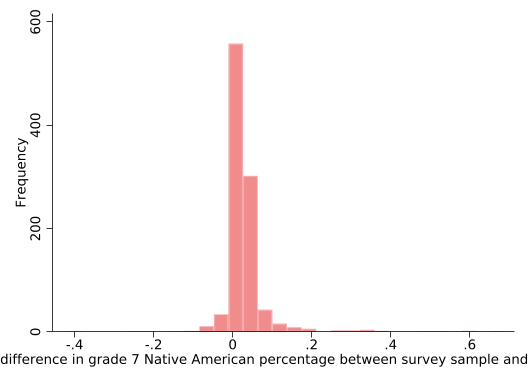 600
400
200
0
Frequency
-.4 -.2 0 .2 .4 .6
difference in grade 7 Native American percentage between survey sample and